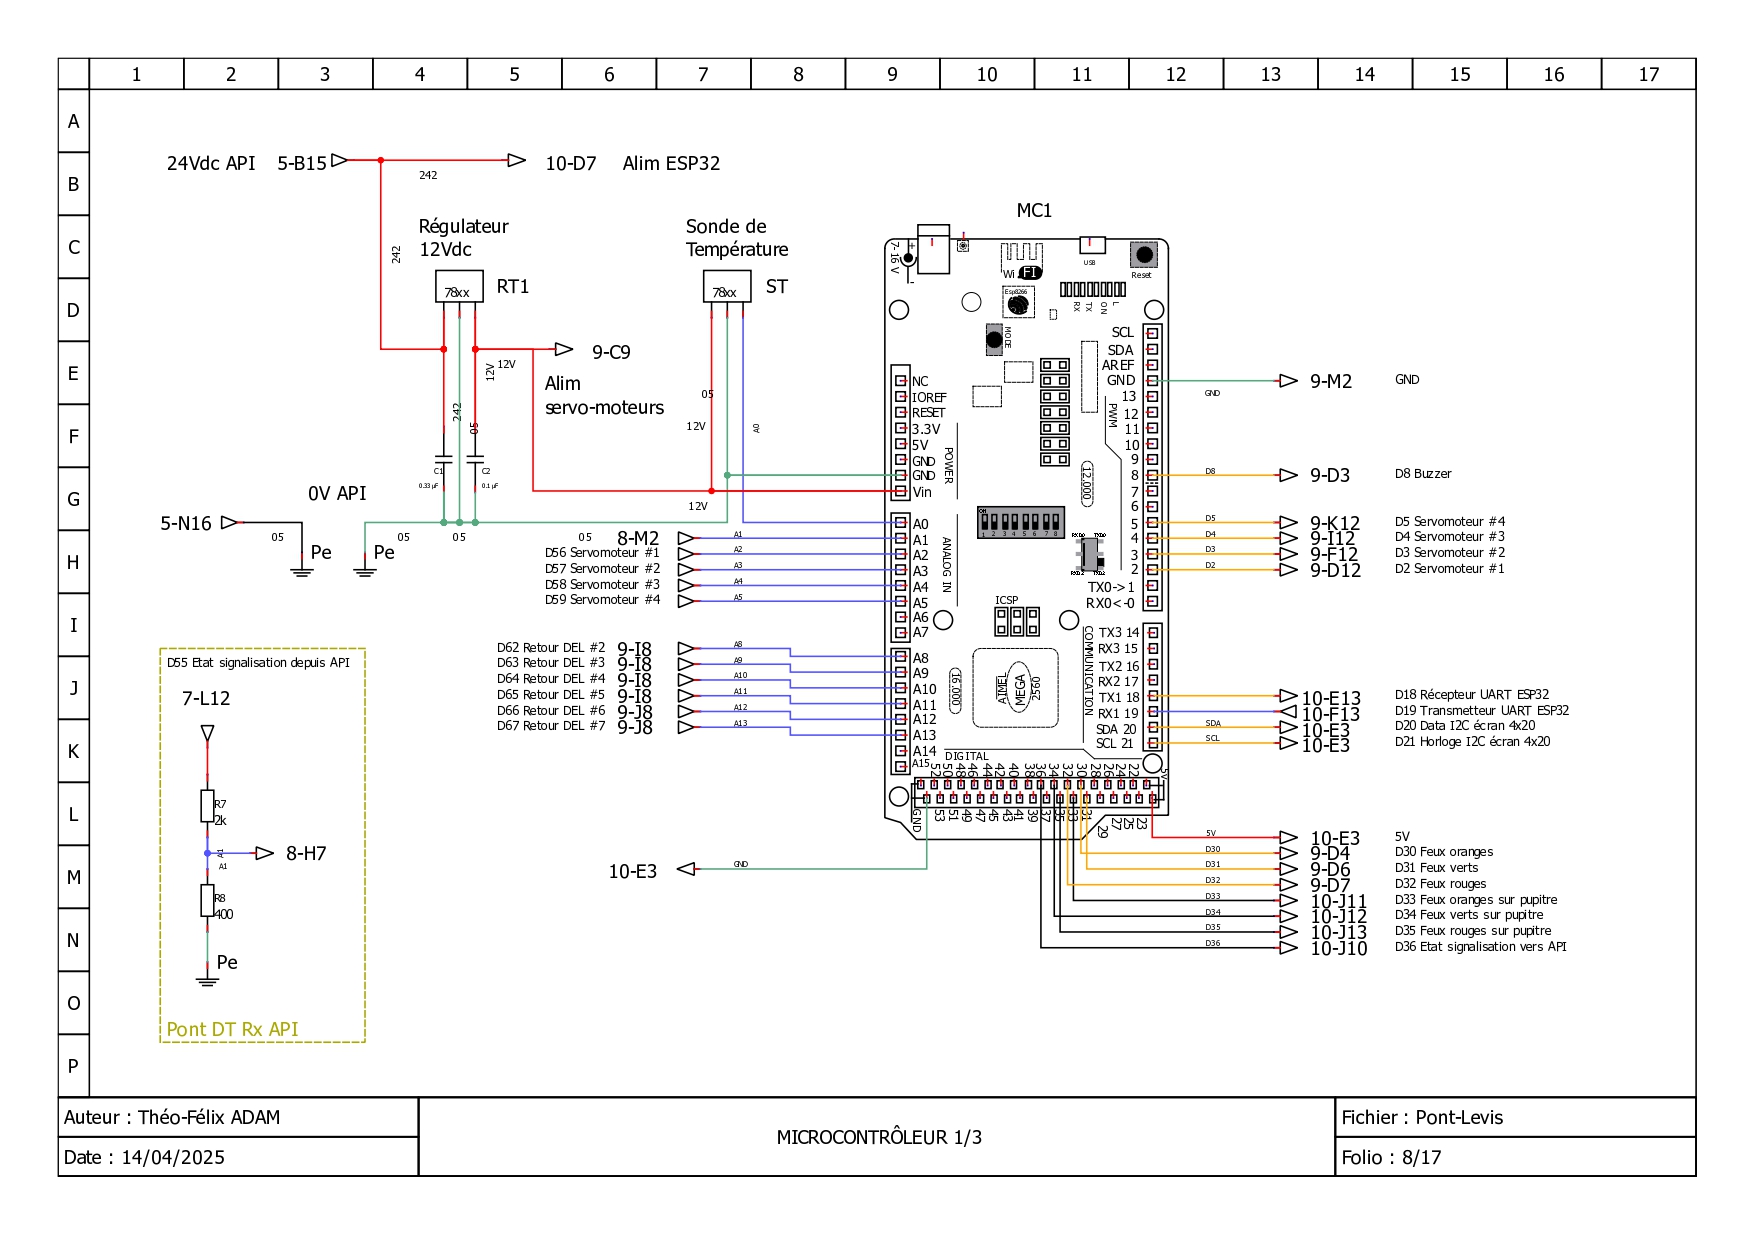 1 2 3 4 5 6 7 8 9 10 11 12 13 14 15 16 17
A
B
C
D
E
F
G
H
I
J
K
L
M
N
O
P
24Vdc API 5-B15
242
10-D7 Alim ESP32
242
Régulateur
12Vdc
78xx
RT1
Sonde de
Température
78xx
ST
12V
12V
9-C9
Alim
servo-moteurs
242
05
C1
0.33 µF
C2
0.1 µF
05
12V
A0
12V
0V API
5-N16
05
Pe
Pe
05
05
05
8-M2
A1
D56 Servomoteur #1
A2
D57 Servomoteur #2
A3
D58 Servomoteur #3
A4
D59 Servomoteur #4
A5
D62 Retour DEL #2 9-I8
A8
D63 Retour DEL #3 9-I8
A9
D64 Retour DEL #4 9-I8
A10
D65 Retour DEL #5 9-I8
A11
D66 Retour DEL #6 9-J8
A12
D67 Retour DEL #7 9-J8
A13
D55 Etat signalisation depuis API
7-L12
R7
2k
A1
A1
8-H7
R8
400
Pe
Pont DT Rx API
10-E3
GND
MC1
7-16 V
+
-
Wi FI
Esp8266
USB
Reset
RX
TX
ON
L
MODE
NC
IOREF
RESET
3.3V
5V
GND
GND
Vin
POWER
A0
A1
A2
A3
A4
A5
A6
A7
ANALOG IN
A8
A9
A10
A11
A12
A13
A14
A15
SCL
SDA
AREF
GND
13
12
11
10
9
8
7
6
5
4
3
2
TX0->1
RX0<-0
PWM
12.000
ON
1 2 3 4 5 6 7 8
RXD0 TXD0
RXD2 TXD2
ICSP
16.000
ATMEL
MEGA
2560
COMMUNICATION
TX3 14
RX3 15
TX2 16
RX2 17
TX1 18
RX1 19
SDA 20
SCL 21
DIGITAL
52 50 48 46 44 42 40 38 36 34 32 30 28 26 24 22 5V
GND 53 51 49 47 45 43 41 39 37 35 33 31 29 27 25 23
GND
9-M2 GND
D8
9-D3 D8 Buzzer
D5
9-K12 D5 Servomoteur #4
D4
9-I12 D4 Servomoteur #3
D3
9-F12 D3 Servomoteur #2
D2
9-D12 D2 Servomoteur #1
10-E13 D18 Récepteur UART ESP32
10-F13 D19 Transmetteur UART ESP32
SDA
10-E3 D20 Data I2C écran 4x20
SCL
10-E3 D21 Horloge I2C écran 4x20
5V
10-E3 5V
D30
9-D4 D30 Feux oranges
D31
9-D6 D31 Feux verts
D32
9-D7 D32 Feux rouges
D33
10-J11 D33 Feux oranges sur pupitre
D34
10-J12 D34 Feux verts sur pupitre
D35
10-J13 D35 Feux rouges sur pupitre
D36
10-J10 D36 Etat signalisation vers API
Auteur : Théo-Félix ADAM
Date : 14/04/2025
MICROCONTRÔLEUR 1/3
Fichier : Pont-Levis
Folio : 8/17